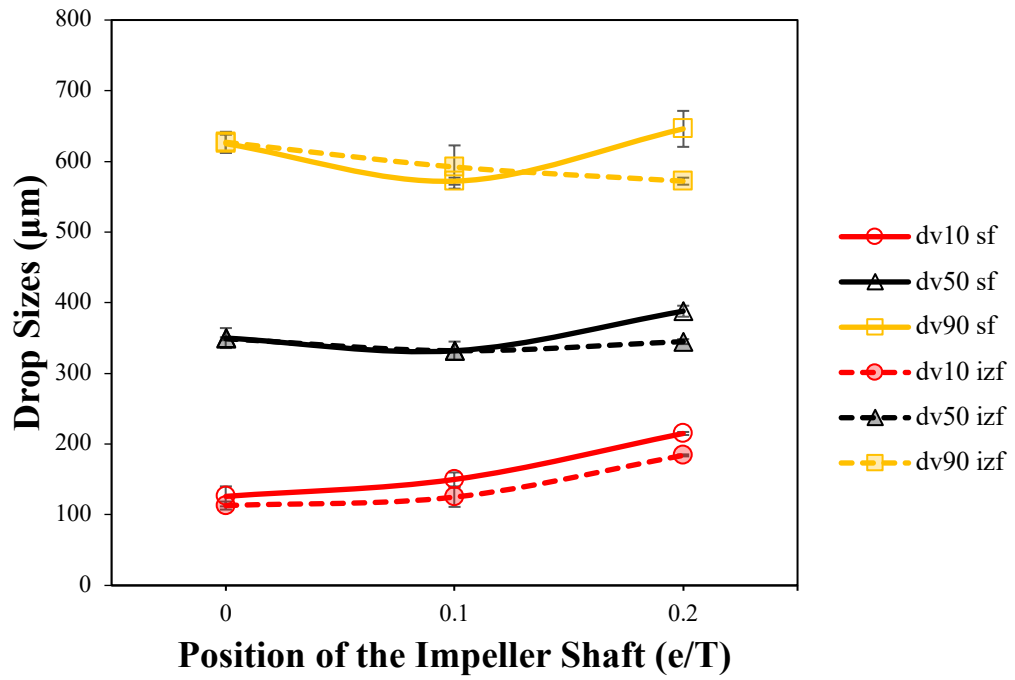 800
700
600
500
400
300
200
100
0
Drop Sizes (µm)
0 0.1 0.2
Position of the Impeller Shaft (e/T)
dv10 sf
dv50 sf
dv90 sf
dv10 izf
dv50 izf
dv90 izf